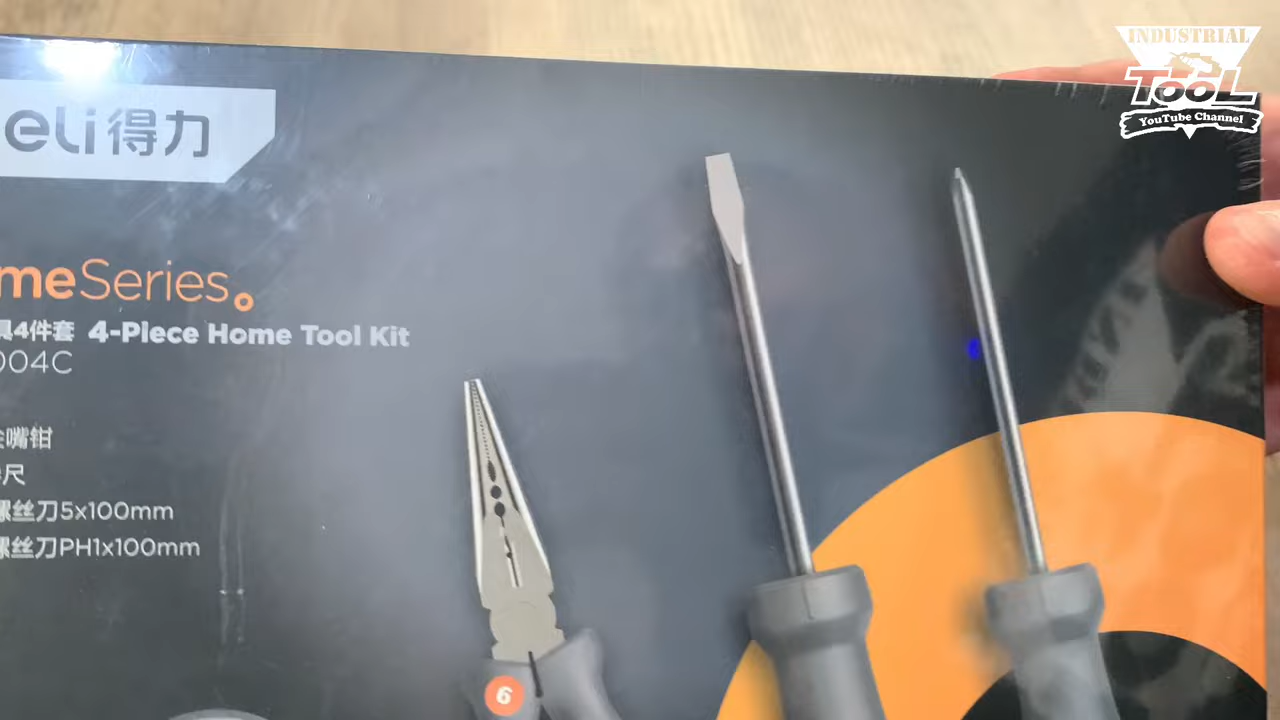 eli得力
meSeries
具4件套 4-Piece Home Tool Kit
004C
嘴钳
尺
螺丝刀5x100mm
螺丝刀PH1x100mm
6
INDUSTRIAL
TOOL
YouTube Channel